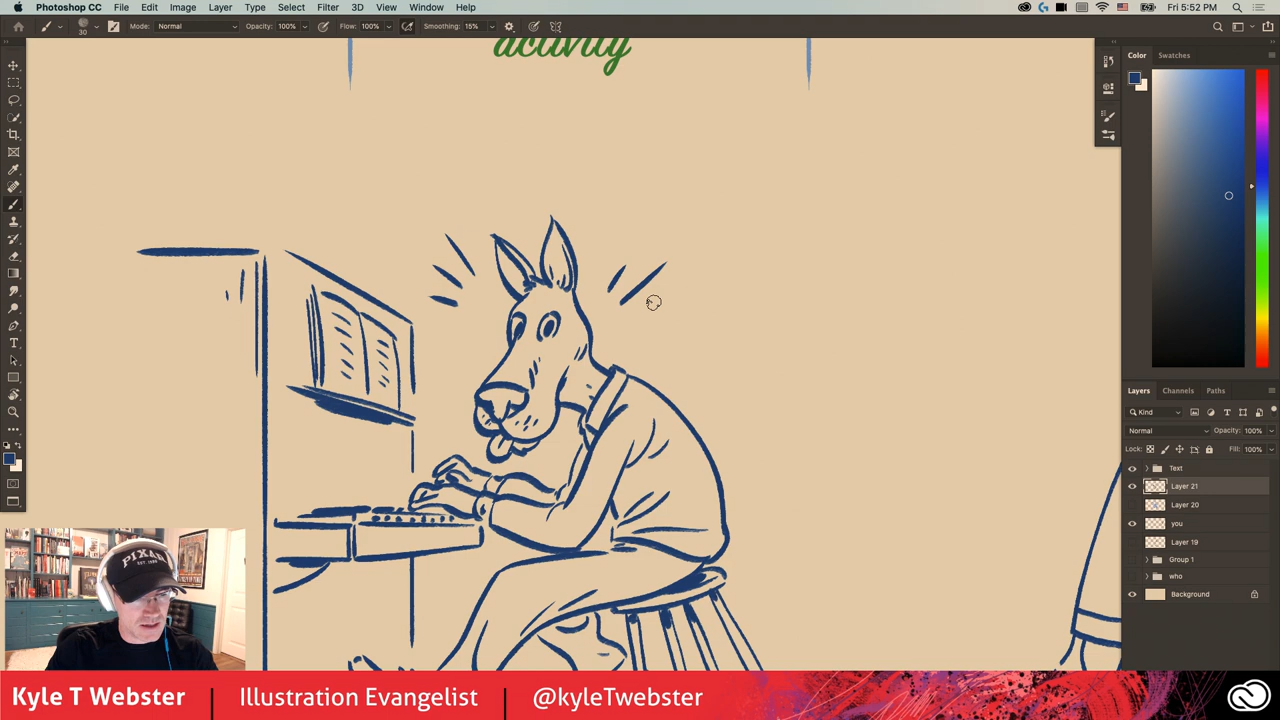 Photoshop CC File Edit Image Layer Type Select Filter 3D View Window Help Fri 5:52 PM
30 Mode: Normal Opacity: 100% Flow: 100% Smoothing: 15%
activity
Color Swatches
Layers Channels Paths
Kind
Normal Opacity: 100%
Lock: Fill: 100%
Text
Layer 21
Layer 20
you
Layer 19
Group 1
who
Background
PIXAR
Kyle T Webster | Illustration Evangelist | @kyleTwebster